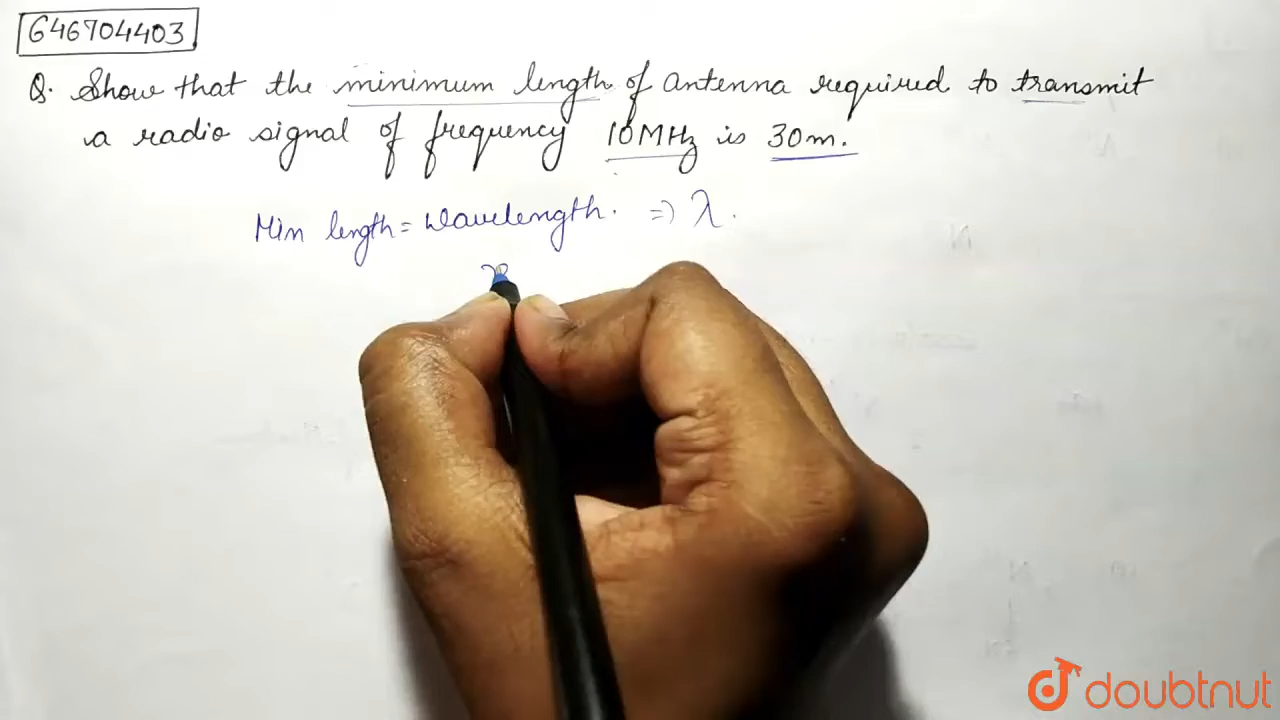 646704403
Q. Show that the minimum length of antenna required to transmit
a radio signal of frequency 10MHz is 30m.
Min length = Wavelength. => λ.
doubtnut